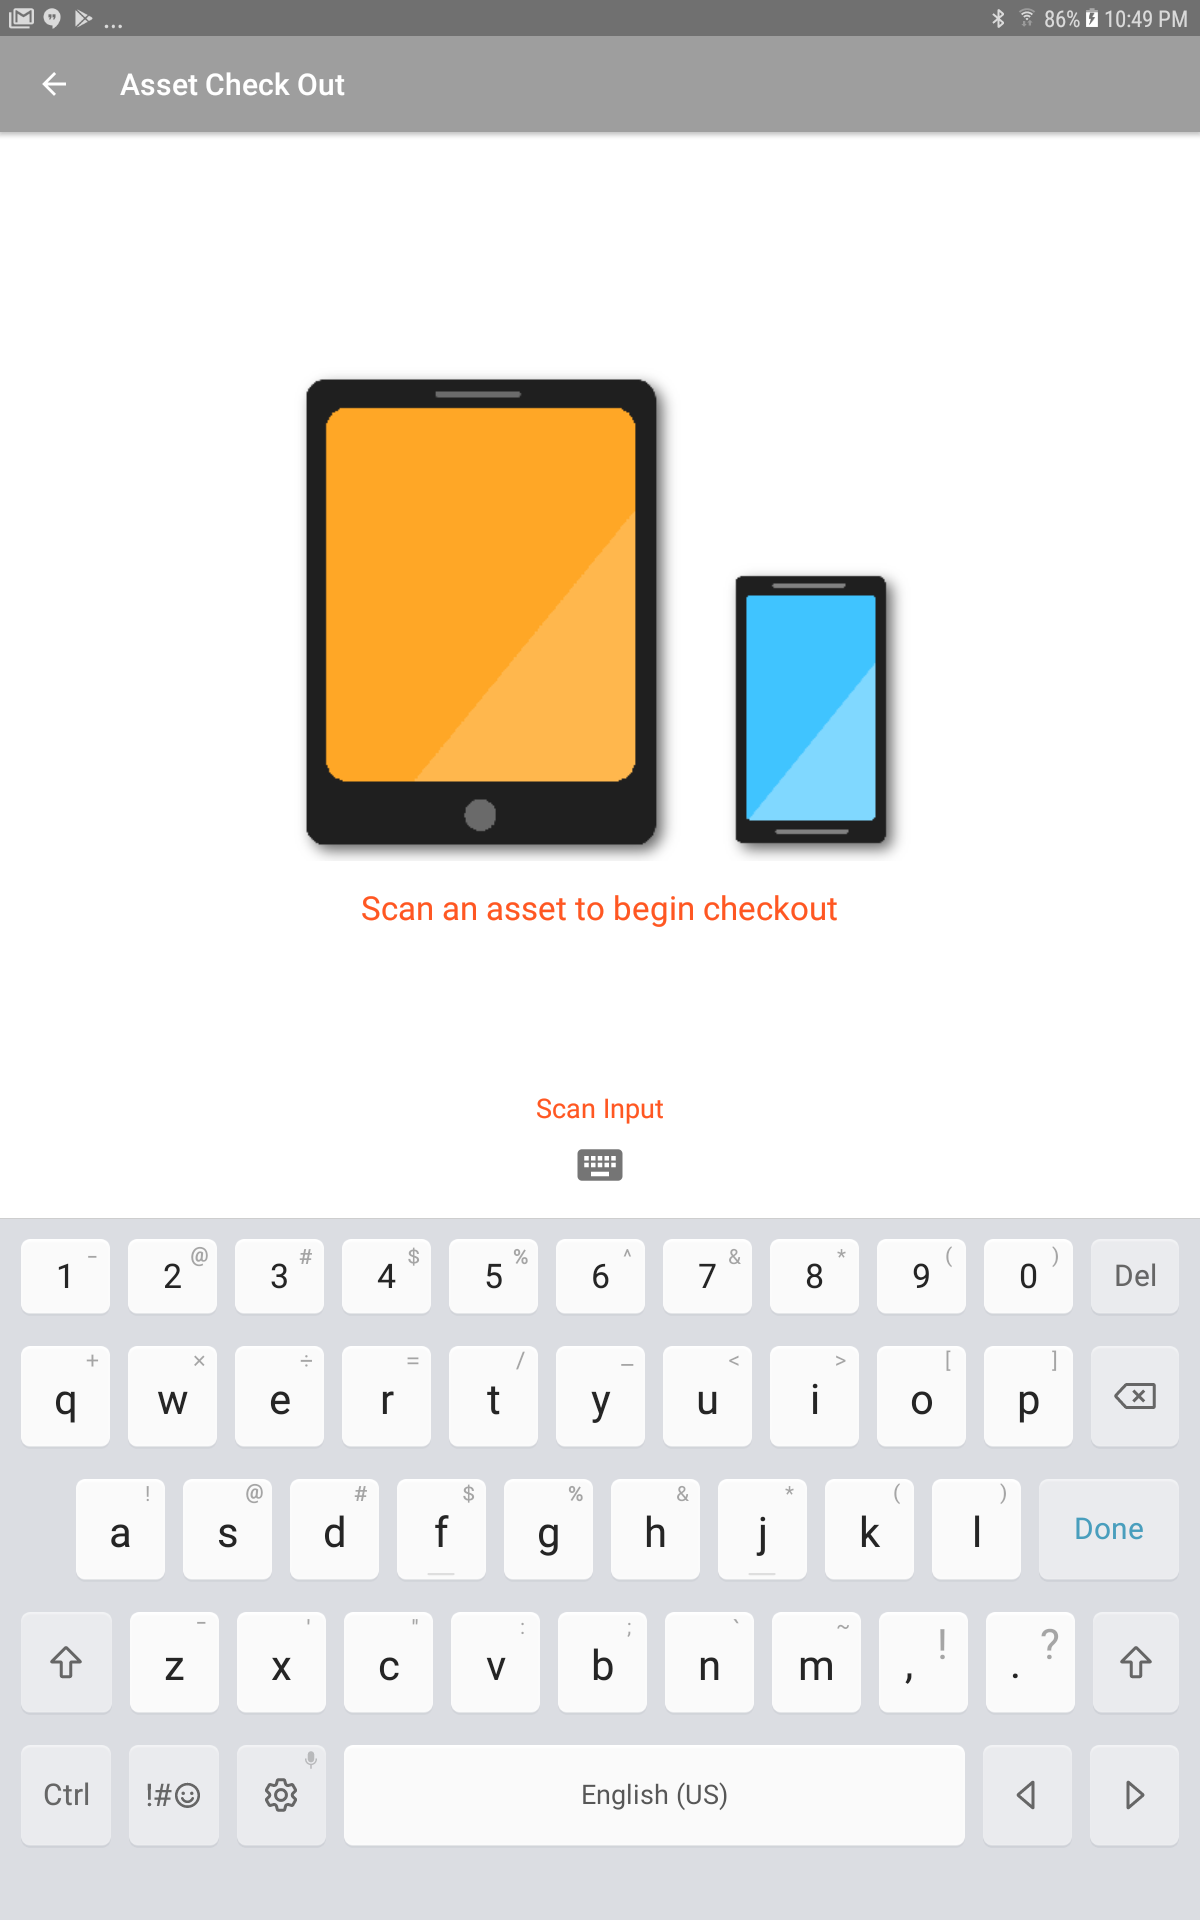 ... 86% 10:49 PM
Asset Check Out
Scan an asset to begin checkout
Scan Input
1 - 2 @ 3 # 4 $ 5 % 6 ^ 7 & 8 * 9 ( 0 ) Del
q + w × e ÷ r = t / y _ u < i > o [ p ]
a ! s @ d # f $ g % h & j * k ( l ) Done
z - x ' c " v : b ; n ` m ~ , ! . ?
Ctrl !#☺ English (US)